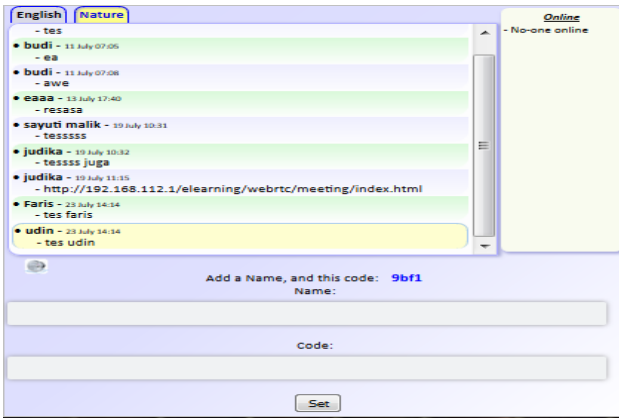 English Nature
- tes
• budi - 11 July 07:05
- ea
• budi - 11 July 07:08
- awe
• eaaa - 13 July 17:40
- resasa
• sayuti malik - 19 July 10:31
- tesssss
• judika - 19 July 10:32
- tessss juga
• judika - 19 July 11:15
- http://192.168.112.1/elearning/webrtc/meeting/index.html
• Faris - 23 July 14:14
- tes faris
• udin - 23 July 14:14
- tes udin
Online
- No-one online
Add a Name, and this code: 9bf1
Name:
Code:
Set